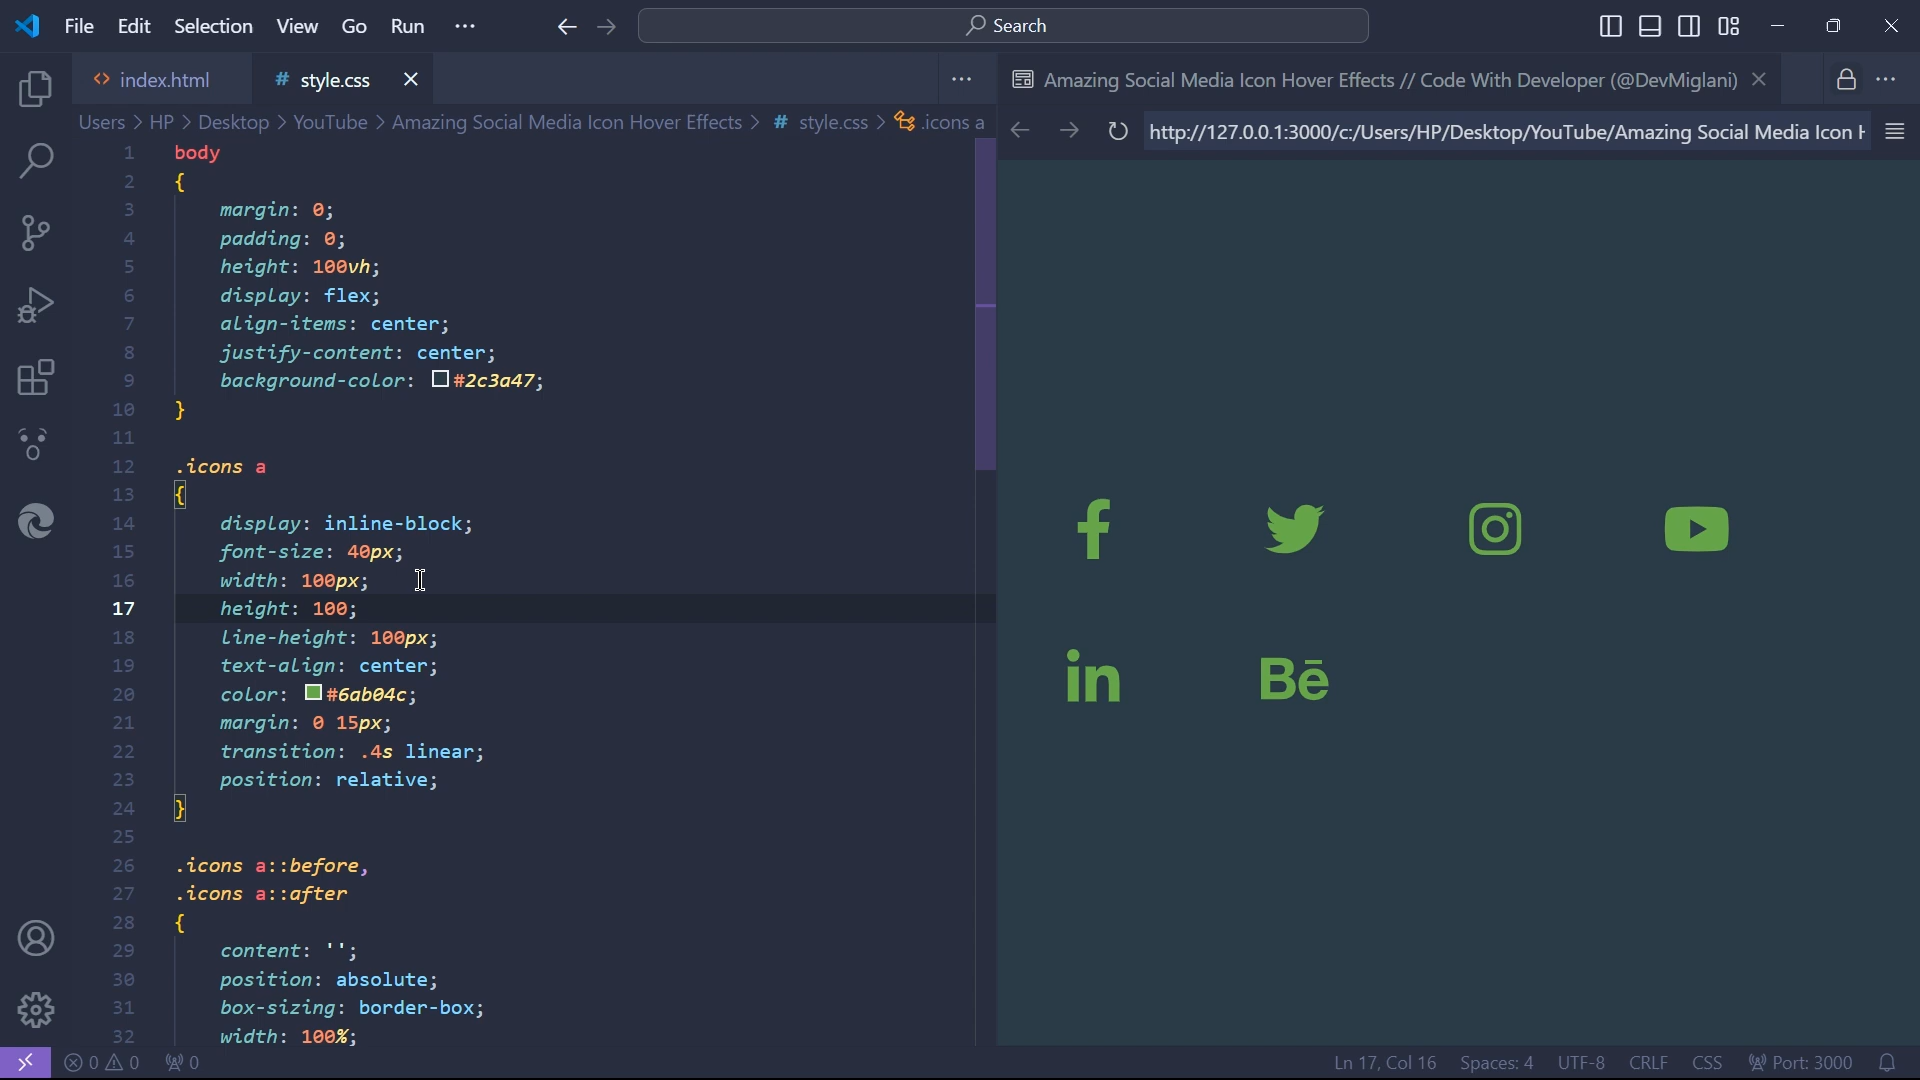 File Edit Selection View Go Run ··· Search
index.html # style.css
Users > HP > Desktop > YouTube > Amazing Social Media Icon Hover Effects > # style.css > .icons a
1 body
2 {
3 margin: 0;
4 padding: 0;
5 height: 100vh;
6 display: flex;
7 align-items: center;
8 justify-content: center;
9 background-color: #2c3a47;
10 }
11
12 .icons a
13 {
14 display: inline-block;
15 font-size: 40px;
16 width: 100px;
17 height: 100;
18 line-height: 100px;
19 text-align: center;
20 color: #6ab04c;
21 margin: 0 15px;
22 transition: .4s linear;
23 position: relative;
24 }
25
26 .icons a::before,
27 .icons a::after
28 {
29 content: '';
30 position: absolute;
31 box-sizing: border-box;
32 width: 100%;
Amazing Social Media Icon Hover Effects // Code With Developer (@DevMiglani)
http://127.0.0.1:3000/c:/Users/HP/Desktop/YouTube/Amazing Social Media Icon
in Bē
0 0 0 Ln 17, Col 16 Spaces: 4 UTF-8 CRLF CSS Port: 3000